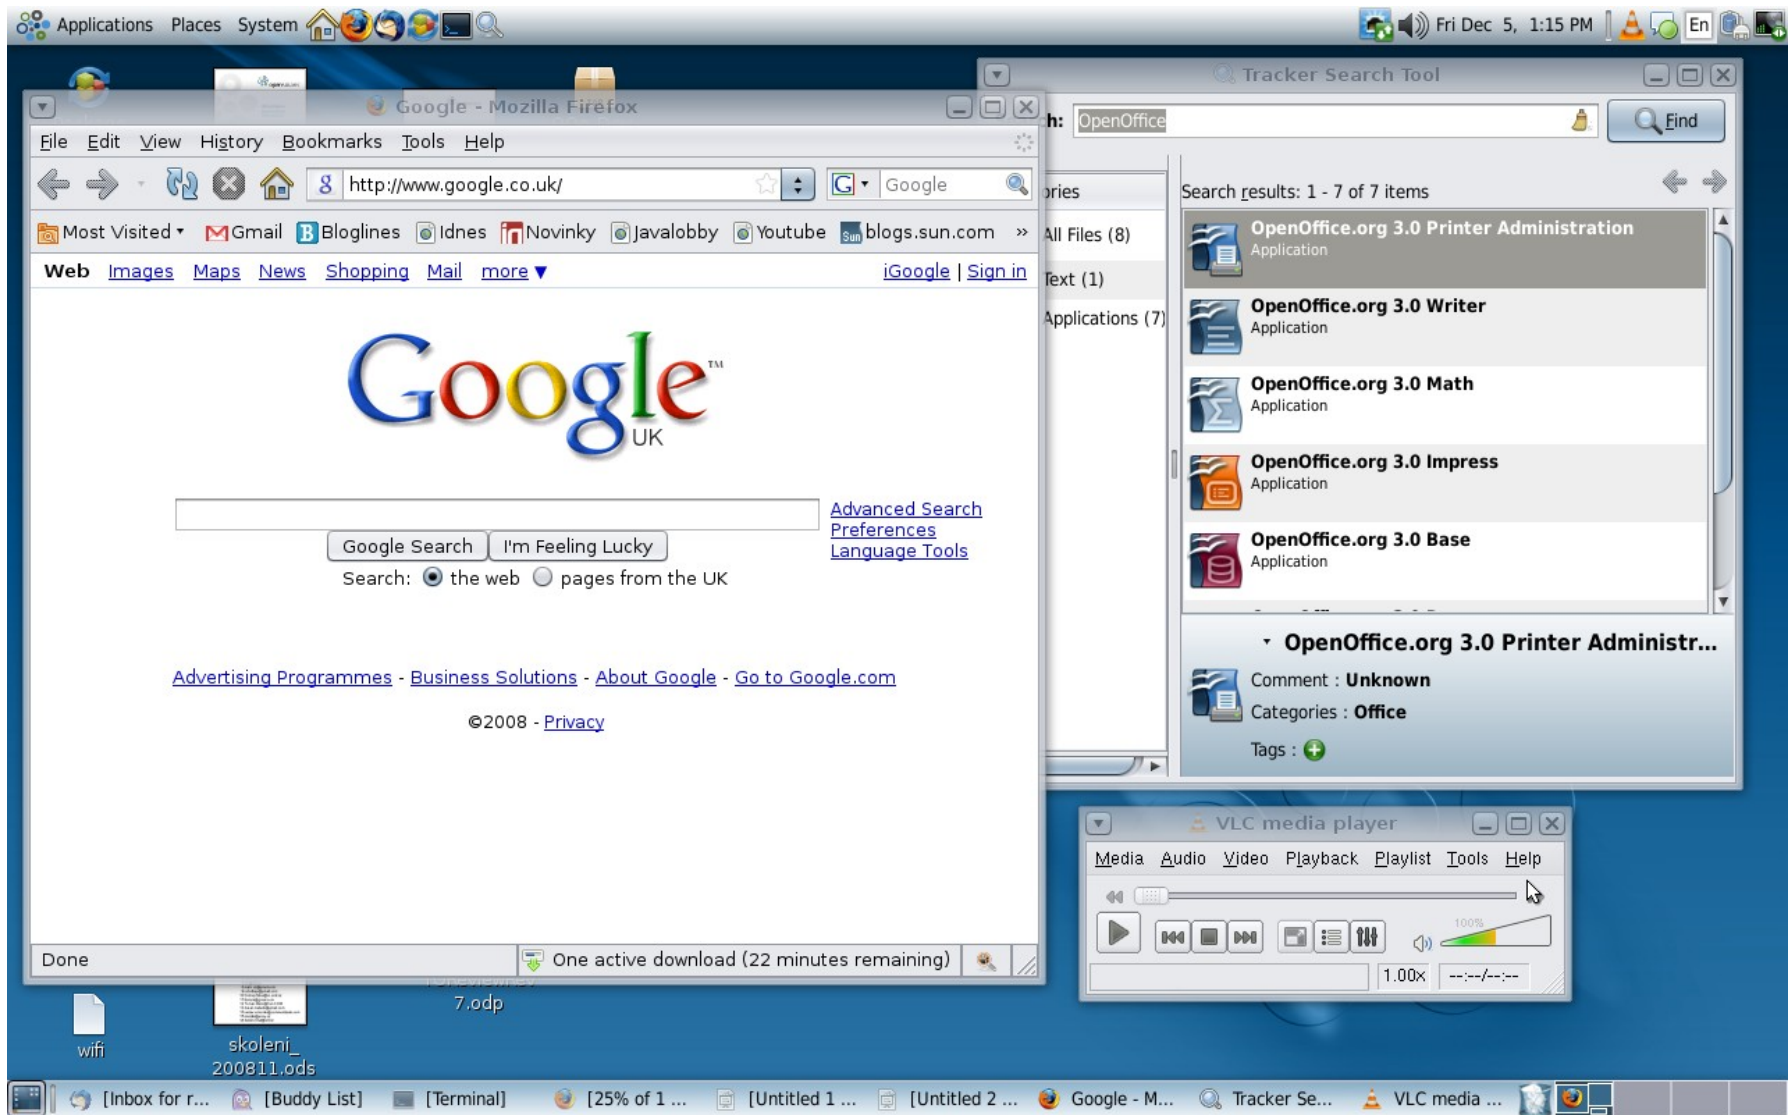 Applications Places System Fri Dec 5, 1:15 PM En
Google - Mozilla Firefox
File Edit View History Bookmarks Tools Help
http://www.google.co.uk/ Google
Most Visited Gmail Bloglines Idnes Novinky Javalobby Youtube blogs.sun.com »
Web Images Maps News Shopping Mail more ▼ iGoogle | Sign in
Google™
UK
Advanced Search
Preferences
Language Tools
Google Search I'm Feeling Lucky
Search: the web pages from the UK
Advertising Programmes - Business Solutions - About Google - Go to Google.com
©2008 - Privacy
Done One active download (22 minutes remaining)
Tracker Search Tool
h: OpenOffice Find
ories
All Files (8)
Text (1)
Applications (7)
Search results: 1 - 7 of 7 items
OpenOffice.org 3.0 Printer Administration
Application
OpenOffice.org 3.0 Writer
Application
OpenOffice.org 3.0 Math
Application
OpenOffice.org 3.0 Impress
Application
OpenOffice.org 3.0 Base
Application
OpenOffice.org 3.0 Printer Administr...
Comment : Unknown
Categories : Office
Tags :
VLC media player
Media Audio Video Playback Playlist Tools Help
100%
1.00x --:--/--:--
7.odp
wifi
skoleni_
200811.ods
[Inbox for r... [Buddy List] [Terminal] [25% of 1 ... [Untitled 1 ... [Untitled 2 ... Google - M... Tracker Se... VLC media ...